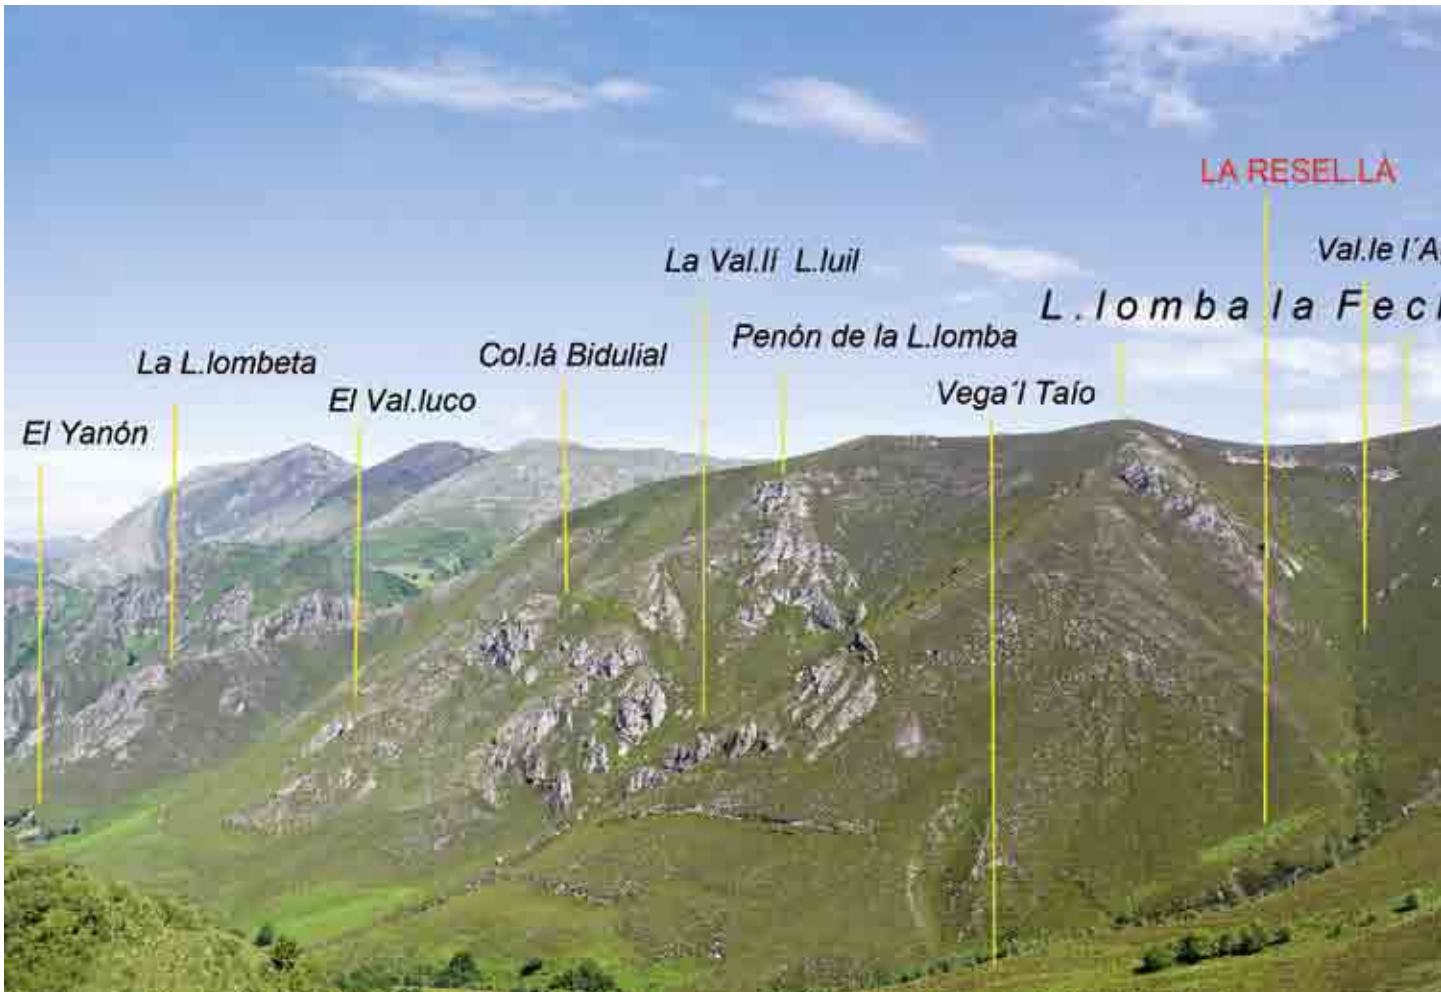 LA RESEL.LA
Val.le l´A
La Val.lí L.luil
L.lomba la Fec
Penón de la L.lomba
Col.lá Bidulial
La L.lombeta
Vega´l Taío
El Val.luco
El Yanón